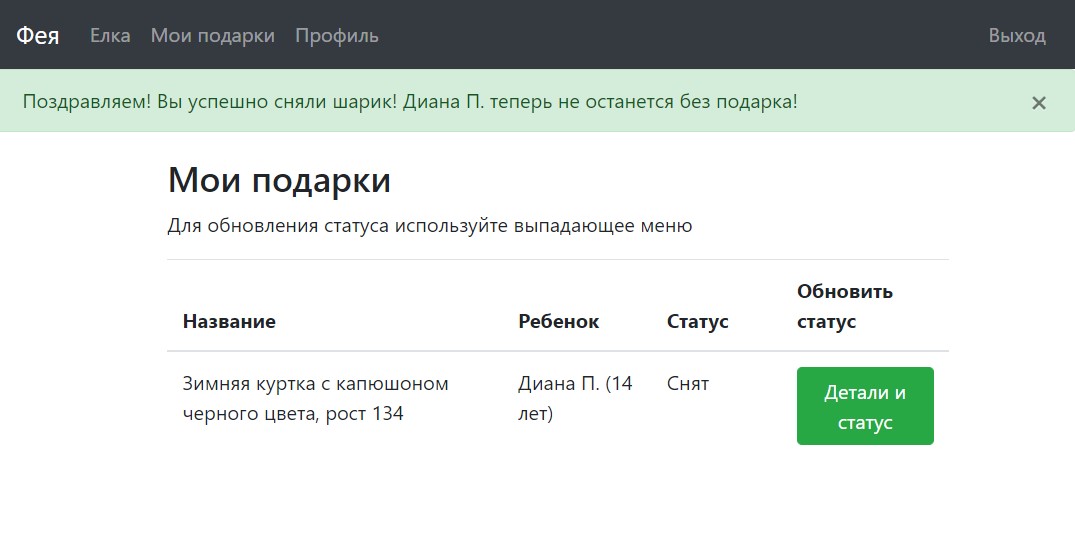 Фея Елка Мои подарки Профиль Выход
Поздравляем! Вы успешно сняли шарик! Диана П. теперь не останется без подарка! ×
Мои подарки
Для обновления статуса используйте выпадающее меню
Название Ребенок Статус Обновить
статус
Зимняя куртка с капюшоном
черного цвета, рост 134
Диана П. (14
лет)
Снят
Детали и
статус